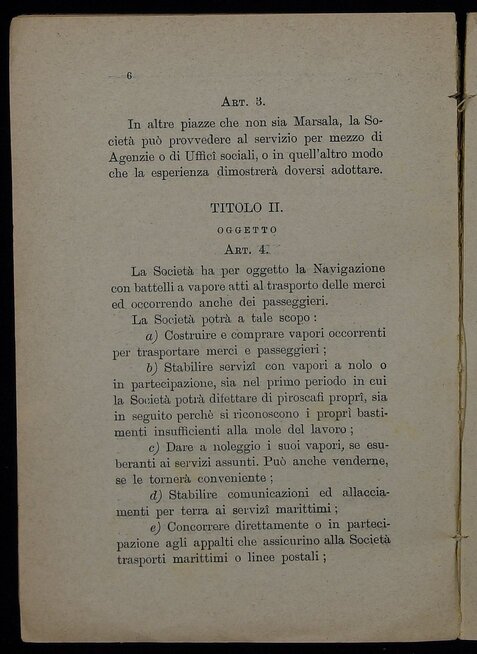 6
ART. 3.
In altre piazze che non sia Marsala, la So-
cietà può provvedere al servizio per mezzo di
Agenzie o di Ufficî sociali, o in quell'altro modo
che la esperienza dimostrerà doversi adottare.
TITOLO II.
OGGETTO
ART. 4.
La Società ha per oggetto la Navigazione
con battelli a vapore atti al trasporto delle merci
ed occorrendo anche dei passeggieri.
La Società potrà a tale scopo :
a) Costruire e comprare vapori occorrenti
per trasportare merci e passeggieri ;
b) Stabilire servizî con vapori a nolo o
in partecipazione, sia nel primo periodo in cui
la Società potrà difettare di piroscafi proprî, sia
in seguito perchè si riconoscono i proprî basti-
menti insufficienti alla mole del lavoro ;
c) Dare a noleggio i suoi vapori, se esu-
beranti ai servizi assunti. Può anche venderne,
se le tornerà conveniente ;
d) Stabilire comunicazioni ed allaccia-
menti per terra ai servizî marittimi ;
e) Concorrere direttamente o in parteci-
pazione agli appalti che assicurino alla Società
trasporti marittimi o linee postali ;